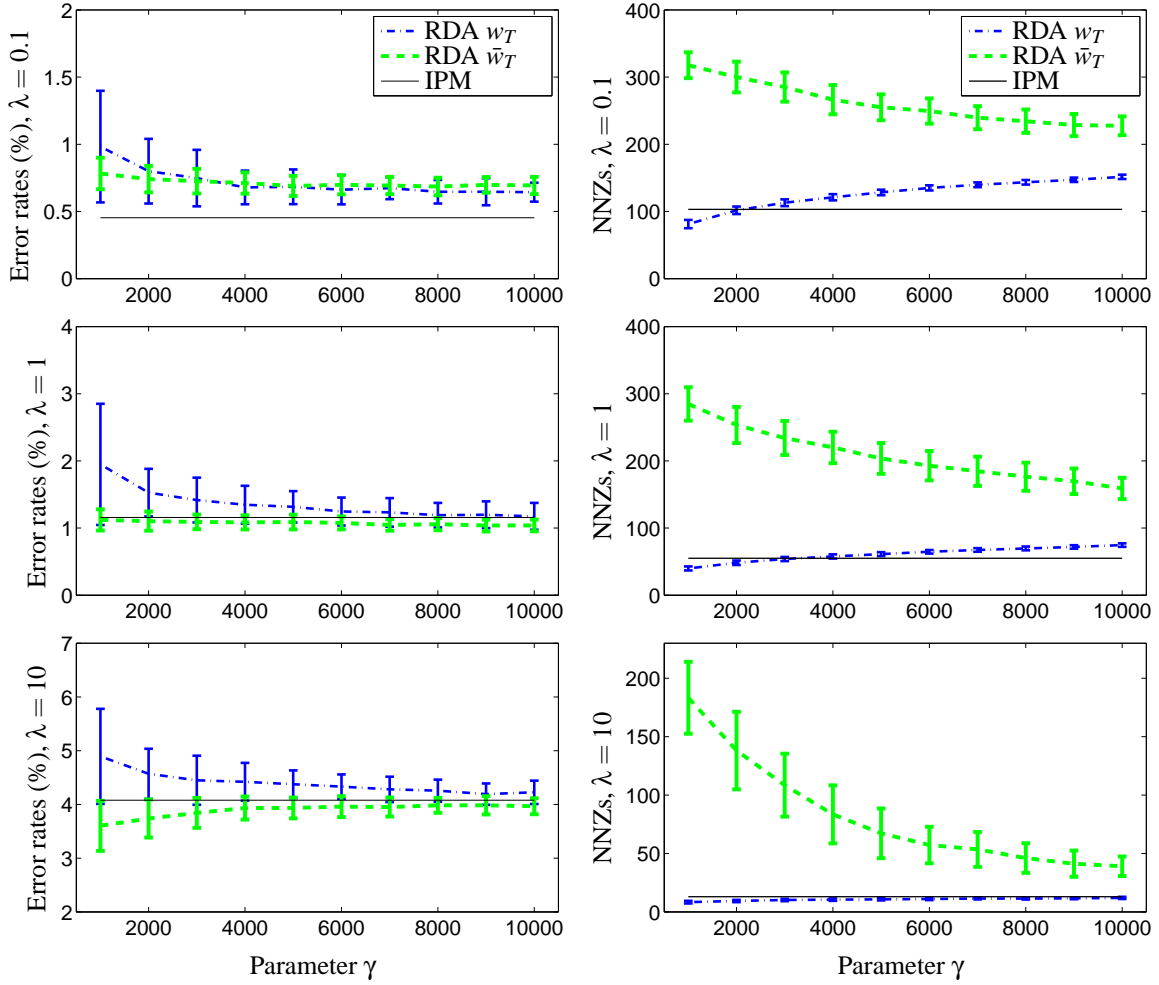 Error rates (%), λ = 0.1
2
1.5
1
0.5
0
2000 4000 6000 8000 10000
RDA w_T
RDA w̄_T
IPM
NNZs, λ = 0.1
400
300
200
100
0
2000 4000 6000 8000 10000
RDA w_T
RDA w̄_T
IPM
Error rates (%), λ = 1
4
3
2
1
0
2000 4000 6000 8000 10000
NNZs, λ = 1
400
300
200
100
0
2000 4000 6000 8000 10000
Error rates (%), λ = 10
7
6
5
4
3
2
2000 4000 6000 8000 10000
Parameter γ
NNZs, λ = 10
200
150
100
50
0
2000 4000 6000 8000 10000
Parameter γ